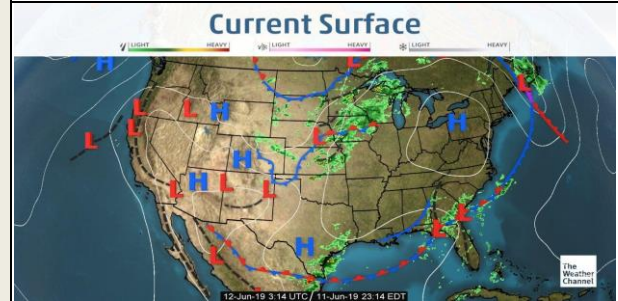 Current Surface
LIGHT HEAVY LIGHT HEAVY LIGHT HEAVY
H
L
L
L
L
L
H
L
H
L
H
H
H
L
L
L
L
L
L
H
The
Weather
Channel
12-Jun-19 3:14 UTC/ 11-Jun-19 23:14 EDT